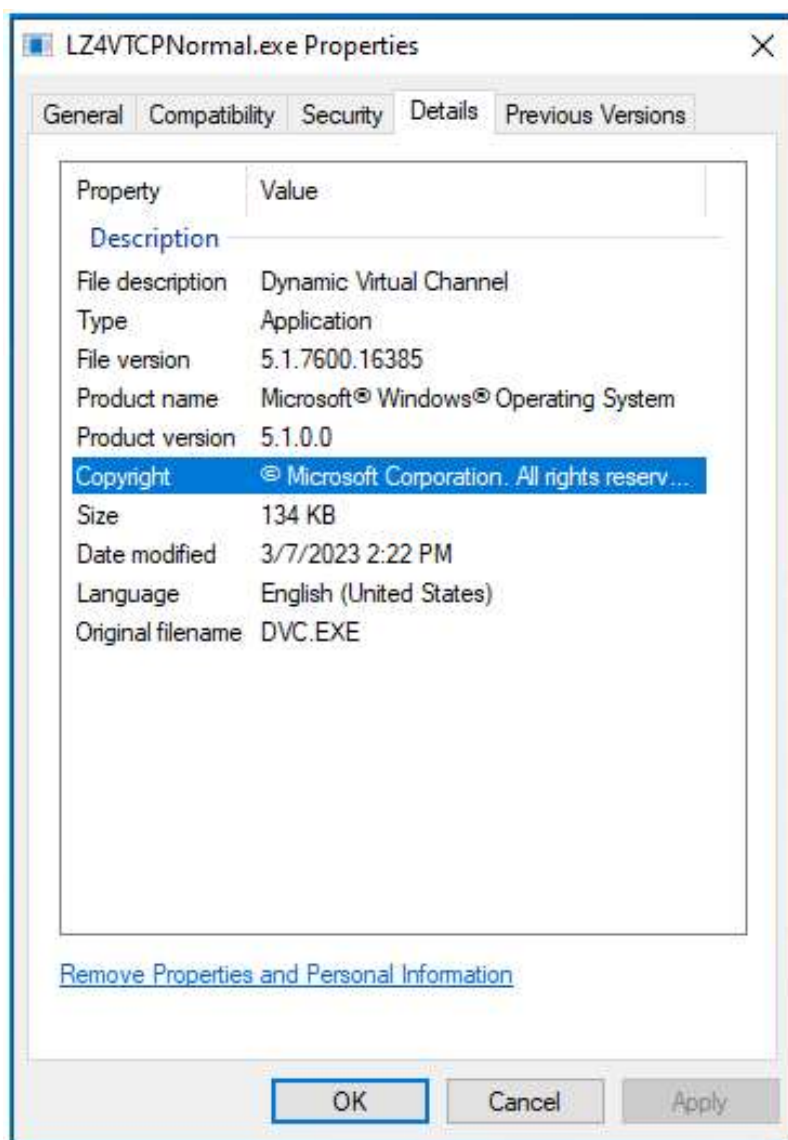 LZ4VTCPNormal.exe Properties
General Compatibility Security Details Previous Versions
Property Value
Description
File description Dynamic Virtual Channel
Type Application
File version 5.1.7600.16385
Product name Microsoft® Windows® Operating System
Product version 5.1.0.0
Copyright © Microsoft Corporation. All rights reserv...
Size 134 KB
Date modified 3/7/2023 2:22 PM
Language English (United States)
Original filename DVC.EXE
Remove Properties and Personal Information
OK Cancel Apply